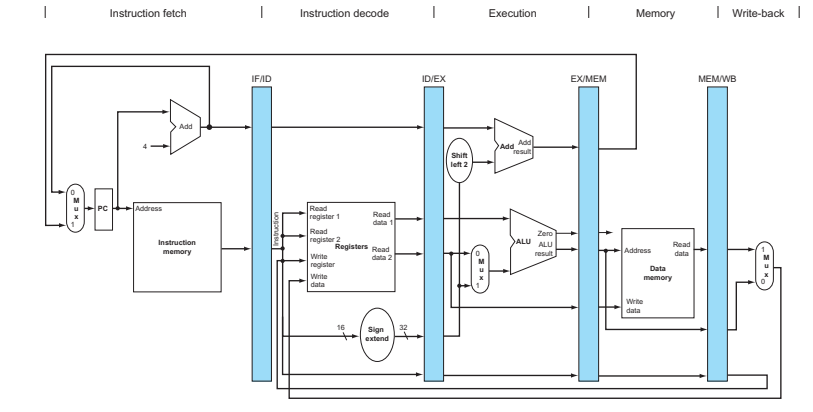 Instruction fetch
Instruction decode
Execution
Memory
Write-back
IF/ID
ID/EX
EX/MEM
MEM/WB
Add
4
Shift
left 2
Add
Add
result
0
M
u
x
1
PC
Address
Instruction
memory
Instruction
Read
register 1
Read
register 2
Write
register
Write
data
Registers
Read
data 1
Read
data 2
16
Sign
extend
32
0
M
u
x
1
ALU
Zero
ALU
result
Address
Read
data
Data
memory
Write
data
1
M
u
x
0